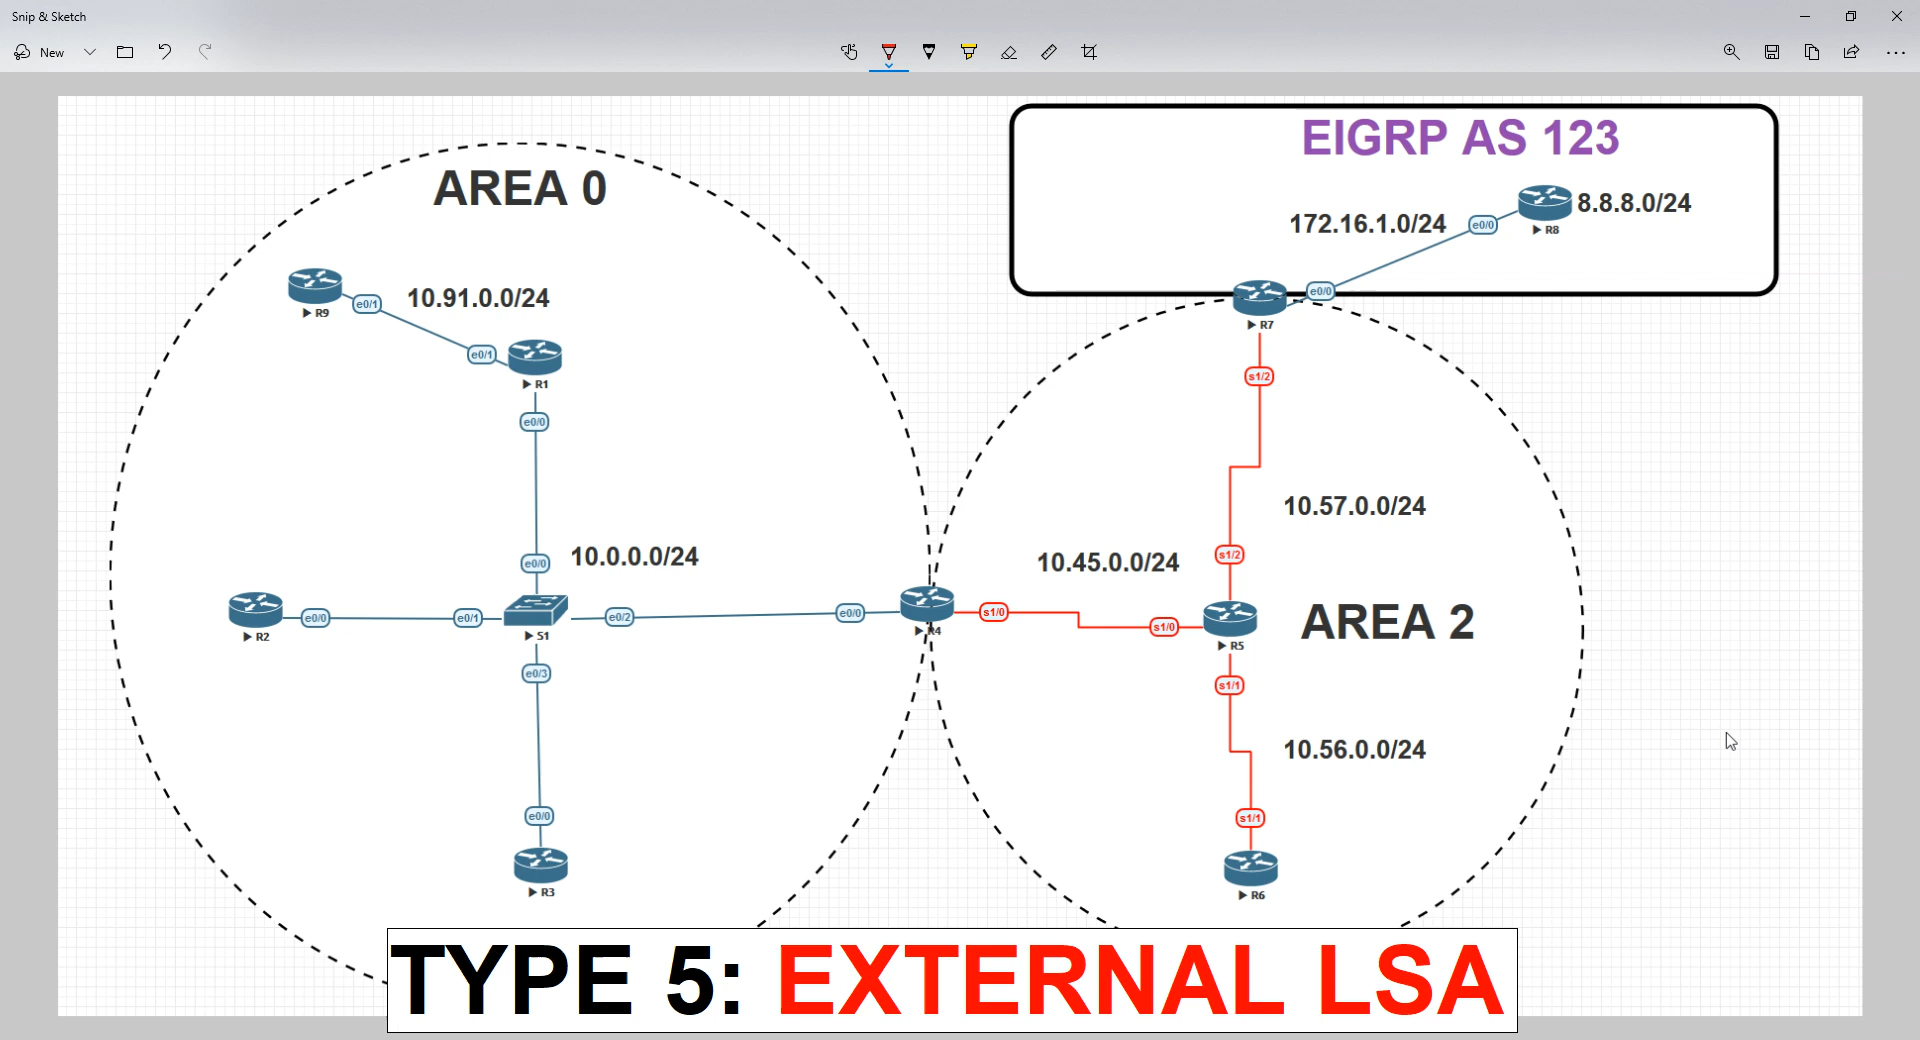 Snip & Sketch
New
EIGRP AS 123
AREA 0
172.16.1.0/24
e0/0
8.8.8.0/24
R8
R9
e0/1
10.91.0.0/24
e0/0
R7
e0/1
R1
s1/2
e0/0
10.57.0.0/24
e0/0
10.0.0.0/24
s1/2
10.45.0.0/24
R2
e0/0
e0/1
S1
e0/2
e0/0
R4
s1/0
s1/0
R5
AREA 2
e0/3
s1/1
10.56.0.0/24
e0/0
s1/1
R3
R6
TYPE 5: EXTERNAL LSA